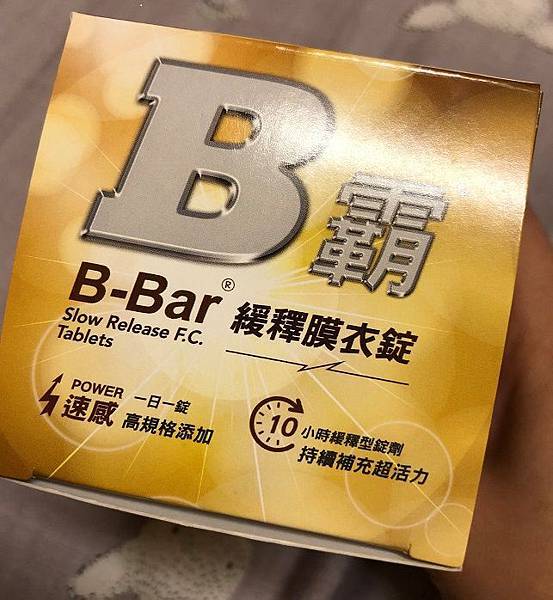 B霸
B-Bar®
Slow Release F.C.
Tablets
緩釋膜衣錠
POWER
速感
一日一錠
高規格添加
10
小時緩釋型錠劑
持續補充超活力